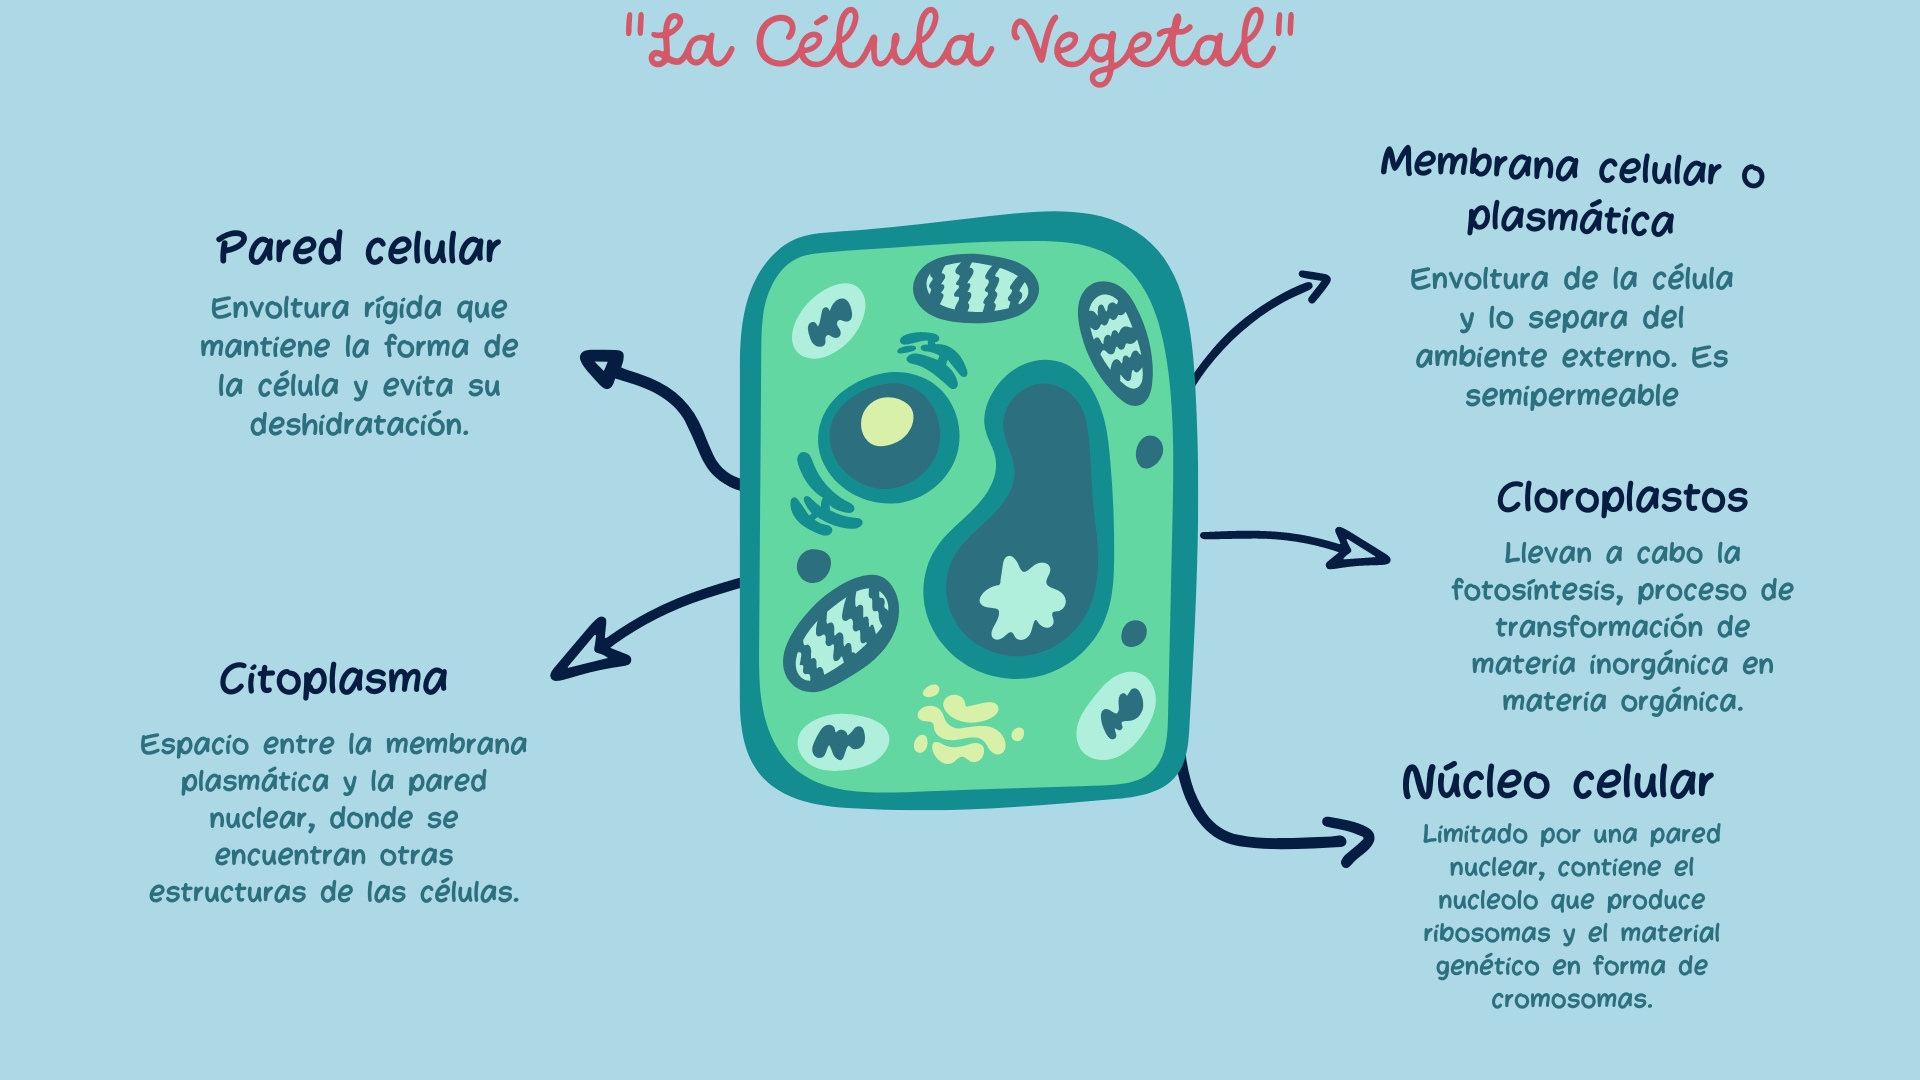 "La Célula Vegetal"
Pared celular
Envoltura rígida que
mantiene la forma de
la célula y evita su
deshidratación.
Citoplasma
Espacio entre la membrana
plasmática y la pared
nuclear, donde se
encuentran otras
estructuras de las células.
Membrana celular o
plasmática
Envoltura de la célula
y lo separa del
ambiente externo. Es
semipermeable
Cloroplastos
Llevan a cabo la
fotosíntesis, proceso de
transformación de
materia inorgánica en
materia orgánica.
Núcleo celular
Limitado por una pared
nuclear, contiene el
nucleolo que produce
ribosomas y el material
genético en forma de
cromosomas.